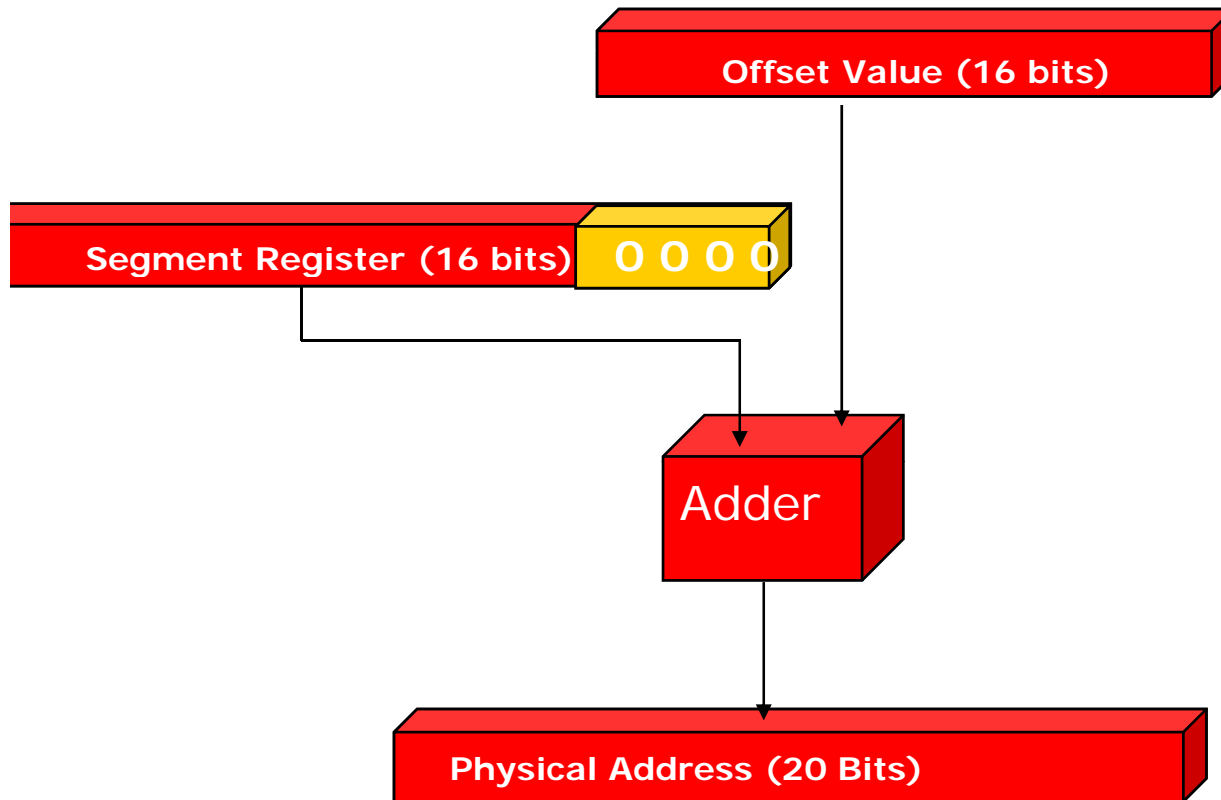 Offset Value (16 bits)
Segment Register (16 bits) 0 0 0 0
Adder
Physical Address (20 Bits)